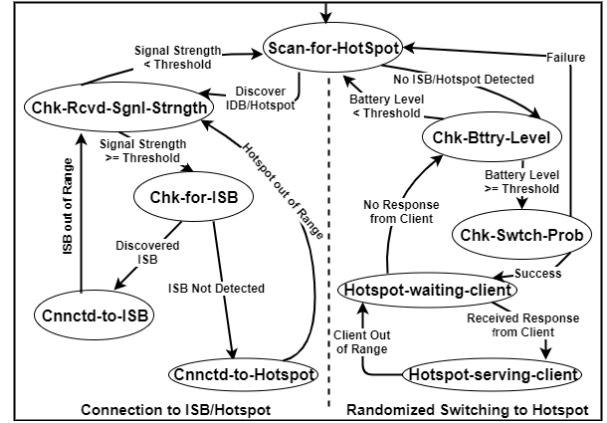 Scan-for-HotSpot
Signal Strength
< Threshold
Failure
Discover
IDB/Hotspot
No ISB/Hotspot Detected
Battery Level
< Threshold
Chk-Rcvd-Sgnl-Strngth
Chk-Bttry-Level
Signal Strength
>= Threshold
Hotspot out of Range
Battery Level
>= Threshold
ISB out of Range
Chk-for-ISB
No Response
from Client
Chk-Swtch-Prob
Discovered
ISB
Success
ISB Not Detected
Hotspot-waiting-client
Cnnctd-to-ISB
Received Response
from Client
Client Out
of Range
Cnnctd-to-Hotspot
Hotspot-serving-client
Connection to ISB/Hotspot
Randomized Switching to Hotspot